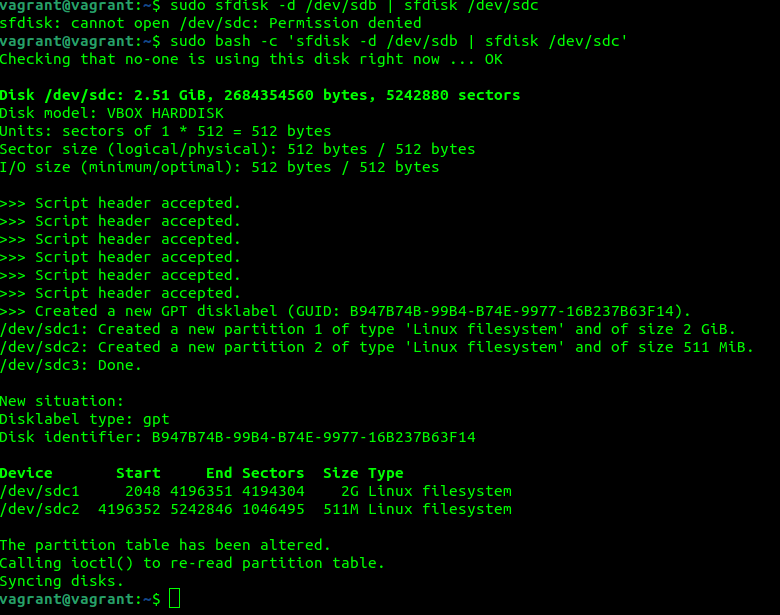 vagrant@vagrant:~$ sudo sfdisk -d /dev/sdb | sfdisk /dev/sdc
sfdisk: cannot open /dev/sdc: Permission denied
vagrant@vagrant:~$ sudo bash -c 'sfdisk -d /dev/sdb | sfdisk /dev/sdc'
Checking that no-one is using this disk right now ... OK
Disk /dev/sdc: 2.51 GiB, 2684354560 bytes, 5242880 sectors
Disk model: VBOX HARDDISK
Units: sectors of 1 * 512 = 512 bytes
Sector size (logical/physical): 512 bytes / 512 bytes
I/O size (minimum/optimal): 512 bytes / 512 bytes
>>> Script header accepted.
>>> Script header accepted.
>>> Script header accepted.
>>> Script header accepted.
>>> Script header accepted.
>>> Script header accepted.
>>> Created a new GPT disklabel (GUID: B947B74B-99B4-B74E-9977-16B237B63F14).
/dev/sdc1: Created a new partition 1 of type 'Linux filesystem' and of size 2 GiB.
/dev/sdc2: Created a new partition 2 of type 'Linux filesystem' and of size 511 MiB.
/dev/sdc3: Done.
New situation:
Disklabel type: gpt
Disk identifier: B947B74B-99B4-B74E-9977-16B237B63F14
Device Start End Sectors Size Type
/dev/sdc1 2048 4196351 4194304 2G Linux filesystem
/dev/sdc2 4196352 5242846 1046495 511M Linux filesystem
The partition table has been altered.
Calling ioctl() to re-read partition table.
Syncing disks.
vagrant@vagrant:~$